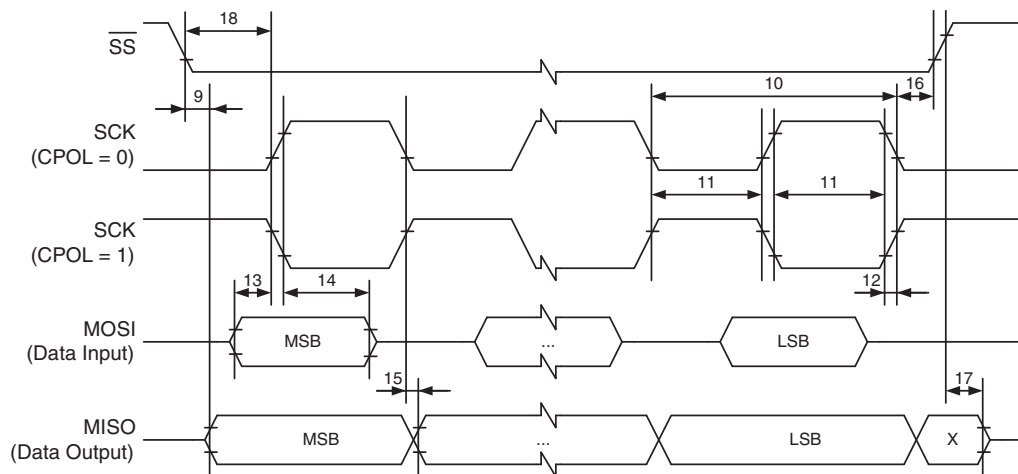 18
SS
10
9
16
SCK
(CPOL = 0)
11
11
SCK
(CPOL = 1)
13
14
12
MOSI
(Data Input)
MSB
...
LSB
15
17
MISO
(Data Output)
MSB
...
LSB
X